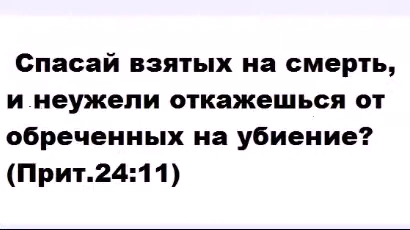 Спасай взятых на смерть,
и неужели откажешься от
обреченных на убиение?
(Прит.24:11)